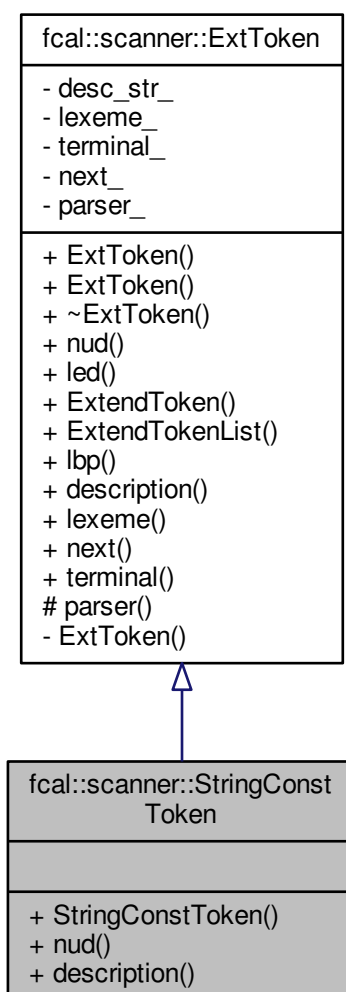 fcal::scanner::ExtToken
- desc_str_
- lexeme_
- terminal_
- next_
- parser_
+ ExtToken()
+ ExtToken()
+ ~ExtToken()
+ nud()
+ led()
+ ExtendToken()
+ ExtendTokenList()
+ lbp()
+ description()
+ lexeme()
+ next()
+ terminal()
# parser()
- ExtToken()
fcal::scanner::StringConst
Token
+ StringConstToken()
+ nud()
+ description()